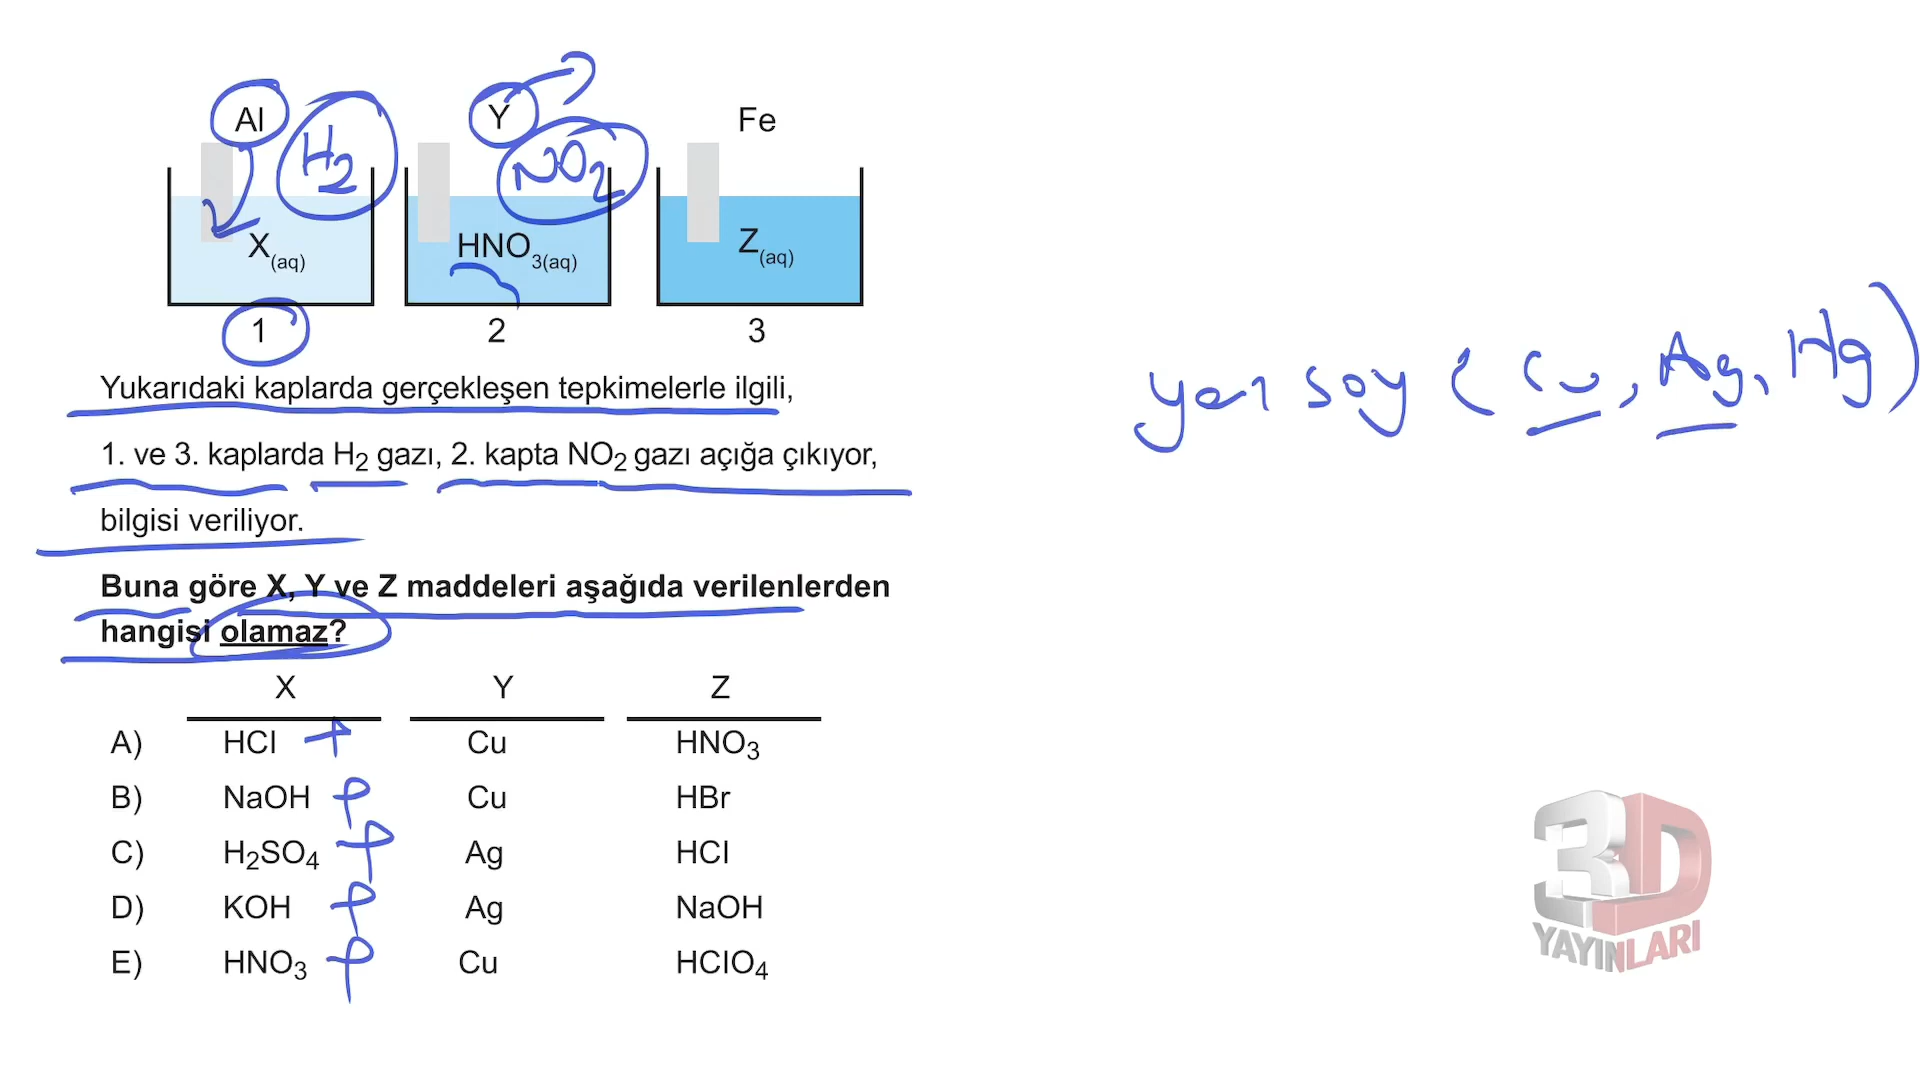 Al H2 Y NO2 Fe
X(aq) HNO3(aq) Z(aq)
1 2 3
Yukarıdaki kaplarda gerçekleşen tepkimelerle ilgili,
1. ve 3. kaplarda H2 gazı, 2. kapta NO2 gazı açığa çıkıyor,
bilgisi veriliyor.
Buna göre X, Y ve Z maddeleri aşağıda verilenlerden
hangisi olamaz?
X Y Z
A) HCl + Cu HNO3
B) NaOH + Cu HBr
C) H2SO4 + Ag HCl
D) KOH + Ag NaOH
E) HNO3 + Cu HClO4
yarı soy (Cu, Ag, Hg)
3D
YAYINLARI